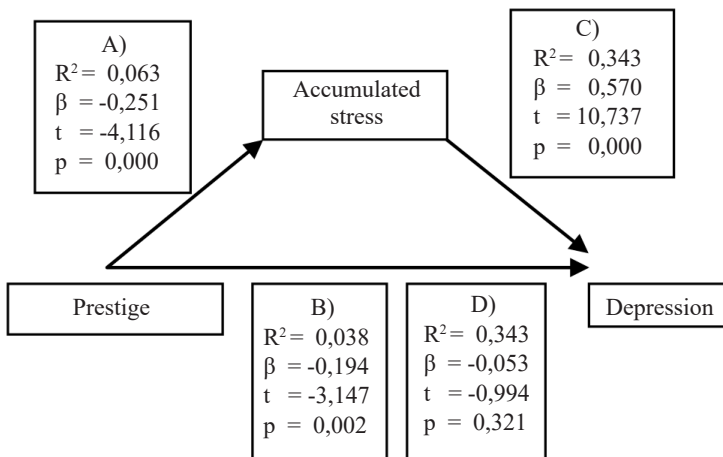 A)
R² = 0,063
β = -0,251
t = -4,116
p = 0,000
Accumulated
stress
C)
R² = 0,343
β = 0,570
t = 10,737
p = 0,000
Prestige
B)
R² = 0,038
β = -0,194
t = -3,147
p = 0,002
D)
R² = 0,343
β = -0,053
t = -0,994
p = 0,321
Depression